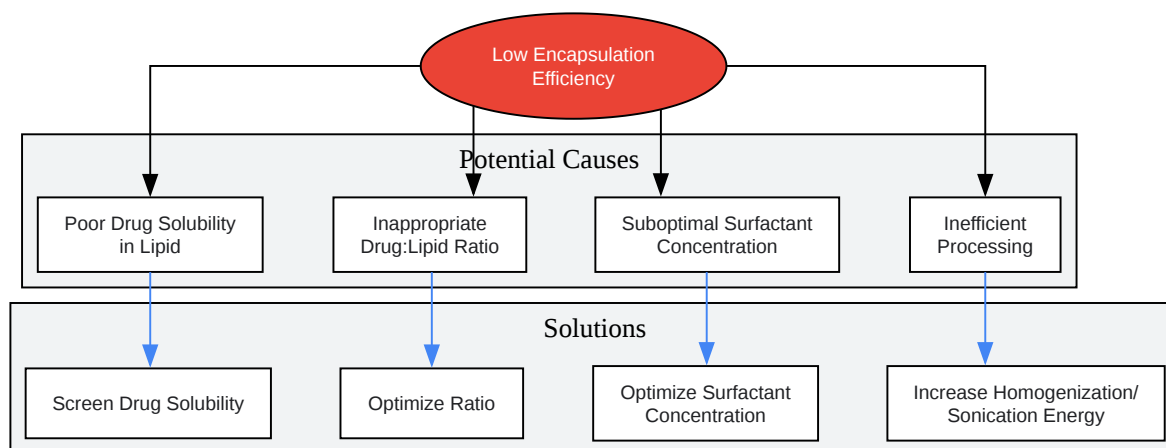 Low Encapsulation
Efficiency
Potential Causes
Poor Drug Solubility
in Lipid
Inappropriate
Drug:Lipid Ratio
Suboptimal Surfactant
Concentration
Inefficient
Processing
Solutions
Screen Drug Solubility
Optimize Ratio
Optimize Surfactant
Concentration
Increase Homogenization/
Sonication Energy